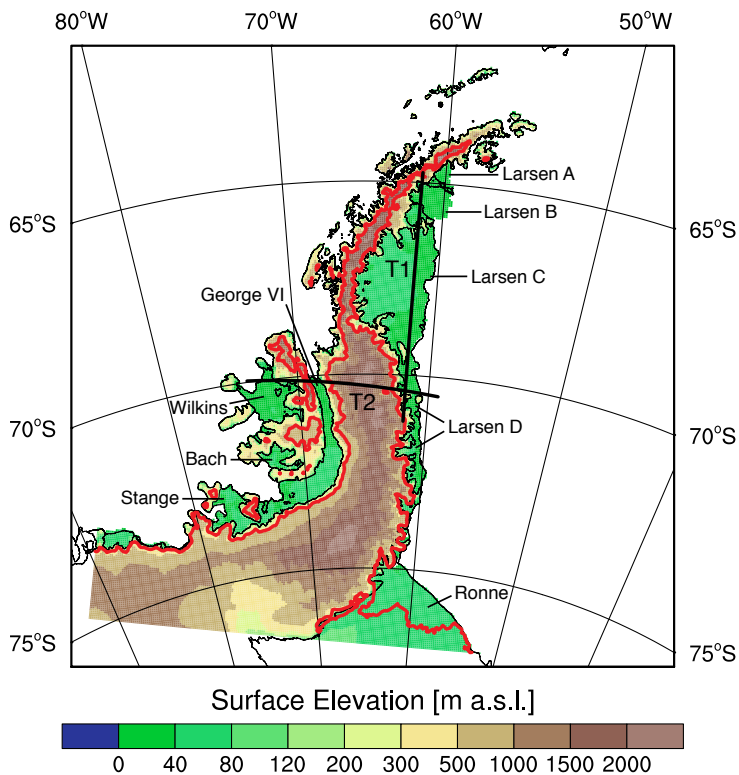 80°W 70°W 60°W 50°W
Larsen A
Larsen B
65°S
65°S
T1
Larsen C
George VI
Wilkins
T2
Larsen D
70°S
70°S
Bach
Stange
Ronne
75°S
75°S
Surface Elevation [m a.s.l.]
0 40 80 120 200 300 500 1000 1500 2000